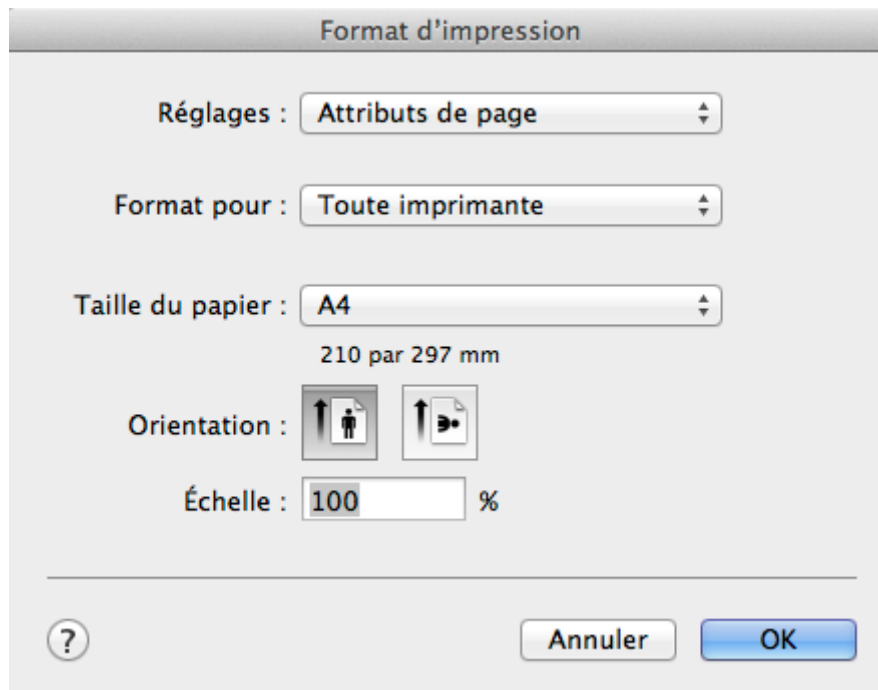 Format d’impression
Réglages : Attributs de page
Format pour : Toute imprimante
Taille du papier : A4
210 par 297 mm
Orientation :
Échelle : 100 %
? Annuler OK